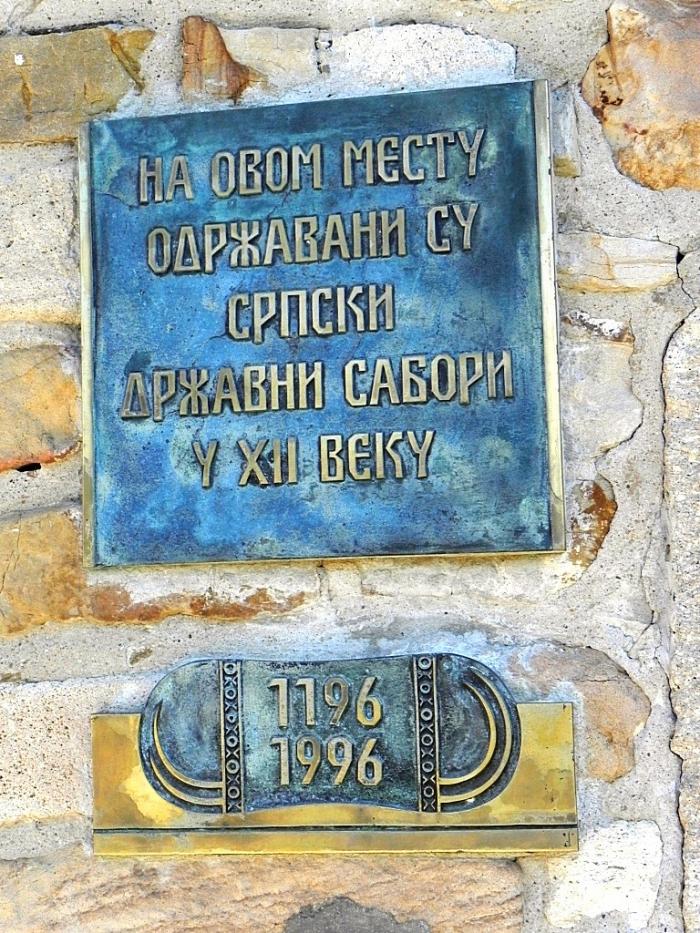 НА ОВОМ МЕСТУ
ОДРЖАВАНИ СУ
СРПСКИ
ДРЖАВНИ САБОРИ
У XII ВЕКУ
1196
1996